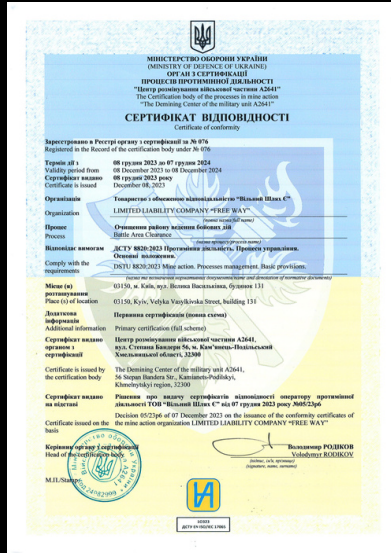 МІНІСТЕРСТВО ОБОРОНИ УКРАЇНИ
(MINISTRY OF DEFENCE OF UKRAINE)
ОРГАН З СЕРТИФІКАЦІЇ
ПРОЦЕСІВ ПРОТИМІННОЇ ДІЯЛЬНОСТІ
"Центр розмінування військової частини А2641"
The Certification body of the processes in mine action
"The Demining Center of the military unit A2641"
СЕРТИФІКАТ ВІДПОВІДНОСТІ
Certificate of conformity
Зареєстровано в Реєстрі органу з сертифікації за № 076
Registered in the Record of the certification body under № 076
Термін дії з 08 грудня 2023 до 07 грудня 2024
Validity period from 08 December 2023 to 08 December 2024
Сертифікат видано 08 грудня 2023 року
Certificate is issued December 08, 2023
Організація Товариство з обмеженою відповідальністю "Вільний Шлях Є"
Organization LIMITED LIABILITY COMPANY "FREE WAY"
Процес Очищення району ведення бойових дій
Process Battle Area Clearance
Відповідає вимогам ДСТУ 8820:2023 Протимінна діяльність. Процеси управління.
Основні положення.
Comply with the requirements DSTU 8820:2023 Mine action. Processes management. Basic provisions.
Місце (я) розташування 03150, м. Київ, вул. Велика Васильківська, будинок 131
Place (s) of location 03150, Kyiv, Velyka Vasylkivska Street, building 131
Додаткова інформація Первинна сертифікація (повна схема)
Additional information Primary certification (full scheme)
Сертифікат видано органом з сертифікації Центр розмінування військової частини А2641,
вул. Степана Бандери 56, м. Кам'янець-Подільський
Хмельницької області, 32300
Certificate is issued by the certification body The Demining Center of the military unit A2641,
56 Stepan Bandera Str., Kamianets-Podilskyi,
Khmelnytskyi region, 32300
Сертифікат видано на підставі Рішення про видачу сертифікатів відповідності оператору протимінної
діяльності ТОВ "Вільний Шлях Є" від 07 грудня 2023 року №05/23рб
Certificate issued on the basis Decision 05/23рб of 07 December 2023 on the issuance of the conformity certificates of
the mine action organization LIMITED LIABILITY COMPANY "FREE WAY"
Керівник органу з сертифікації Володимир РОДІКОВ
Head of the certification body Volodymyr RODIKOV
(підпис, ім'я, прізвище)
(signature, name, surname)
М.П./Stamp
ДСТУ EN ISO/IEC 17065